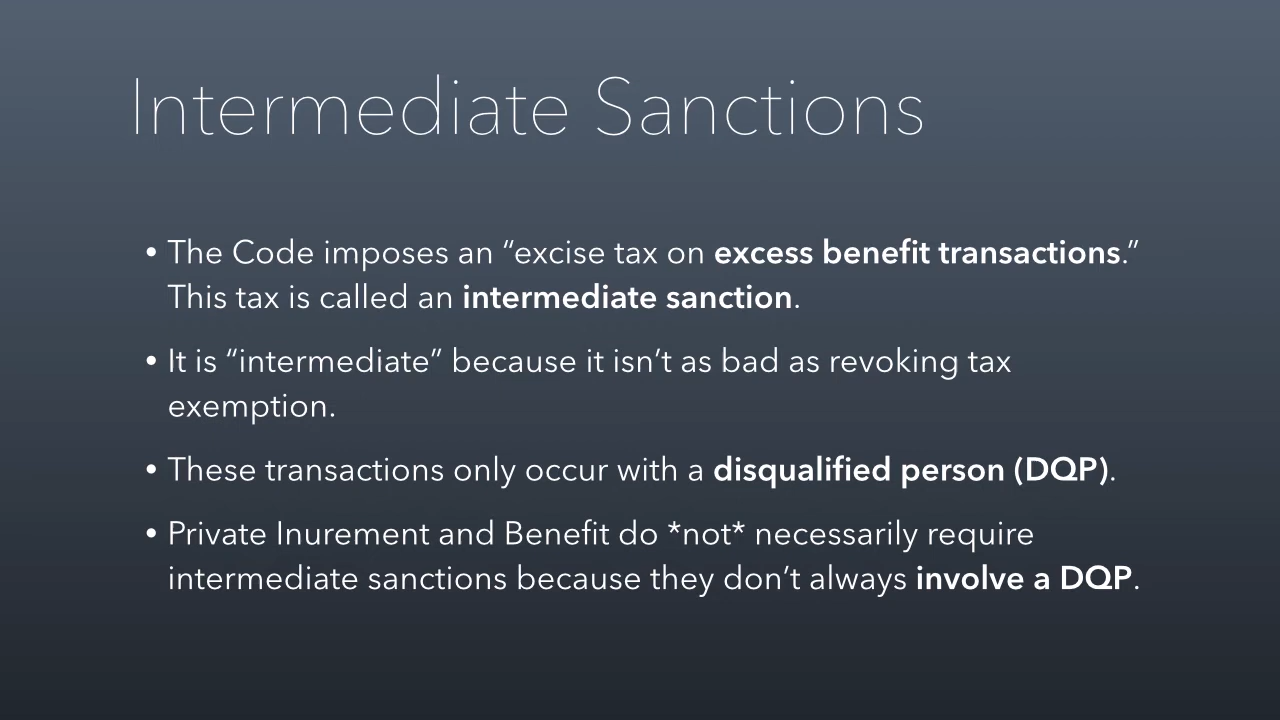 Intermediate Sanctions
• The Code imposes an “excise tax on excess benefit transactions.”
This tax is called an intermediate sanction.
• It is “intermediate” because it isn’t as bad as revoking tax
exemption.
• These transactions only occur with a disqualified person (DQP).
• Private Inurement and Benefit do *not* necessarily require
intermediate sanctions because they don’t always involve a DQP.